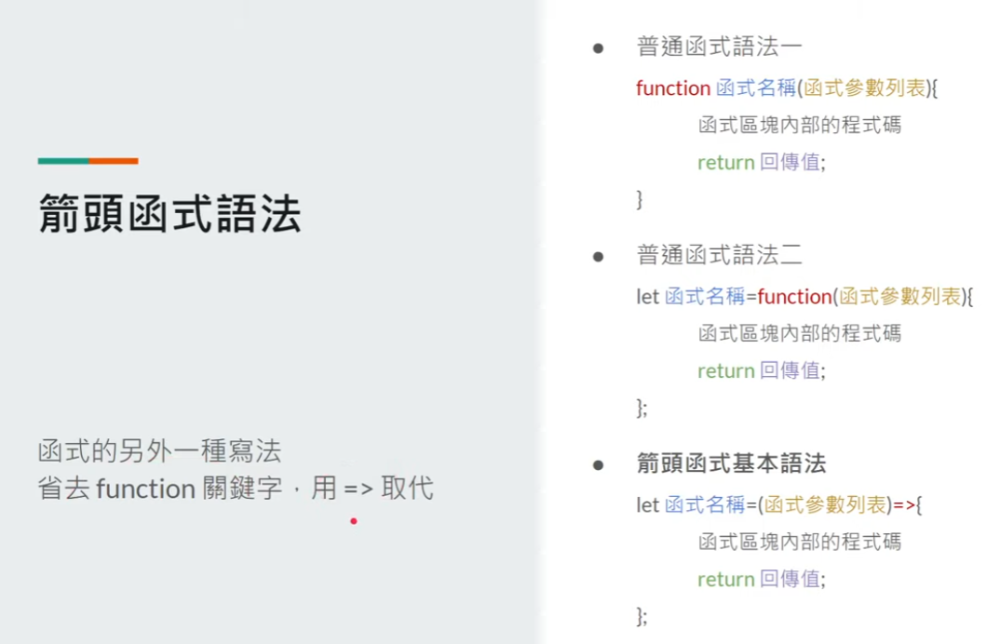 箭頭函式語法
函式的另外一種寫法
省去 function 關鍵字，用 => 取代
普通函式語法一
function 函式名稱(函式參數列表){
函式區塊內部的程式碼
return 回傳值;
}
普通函式語法二
let 函式名稱=function(函式參數列表){
函式區塊內部的程式碼
return 回傳值;
};
箭頭函式基本語法
let 函式名稱=(函式參數列表)=>{
函式區塊內部的程式碼
return 回傳值;
};